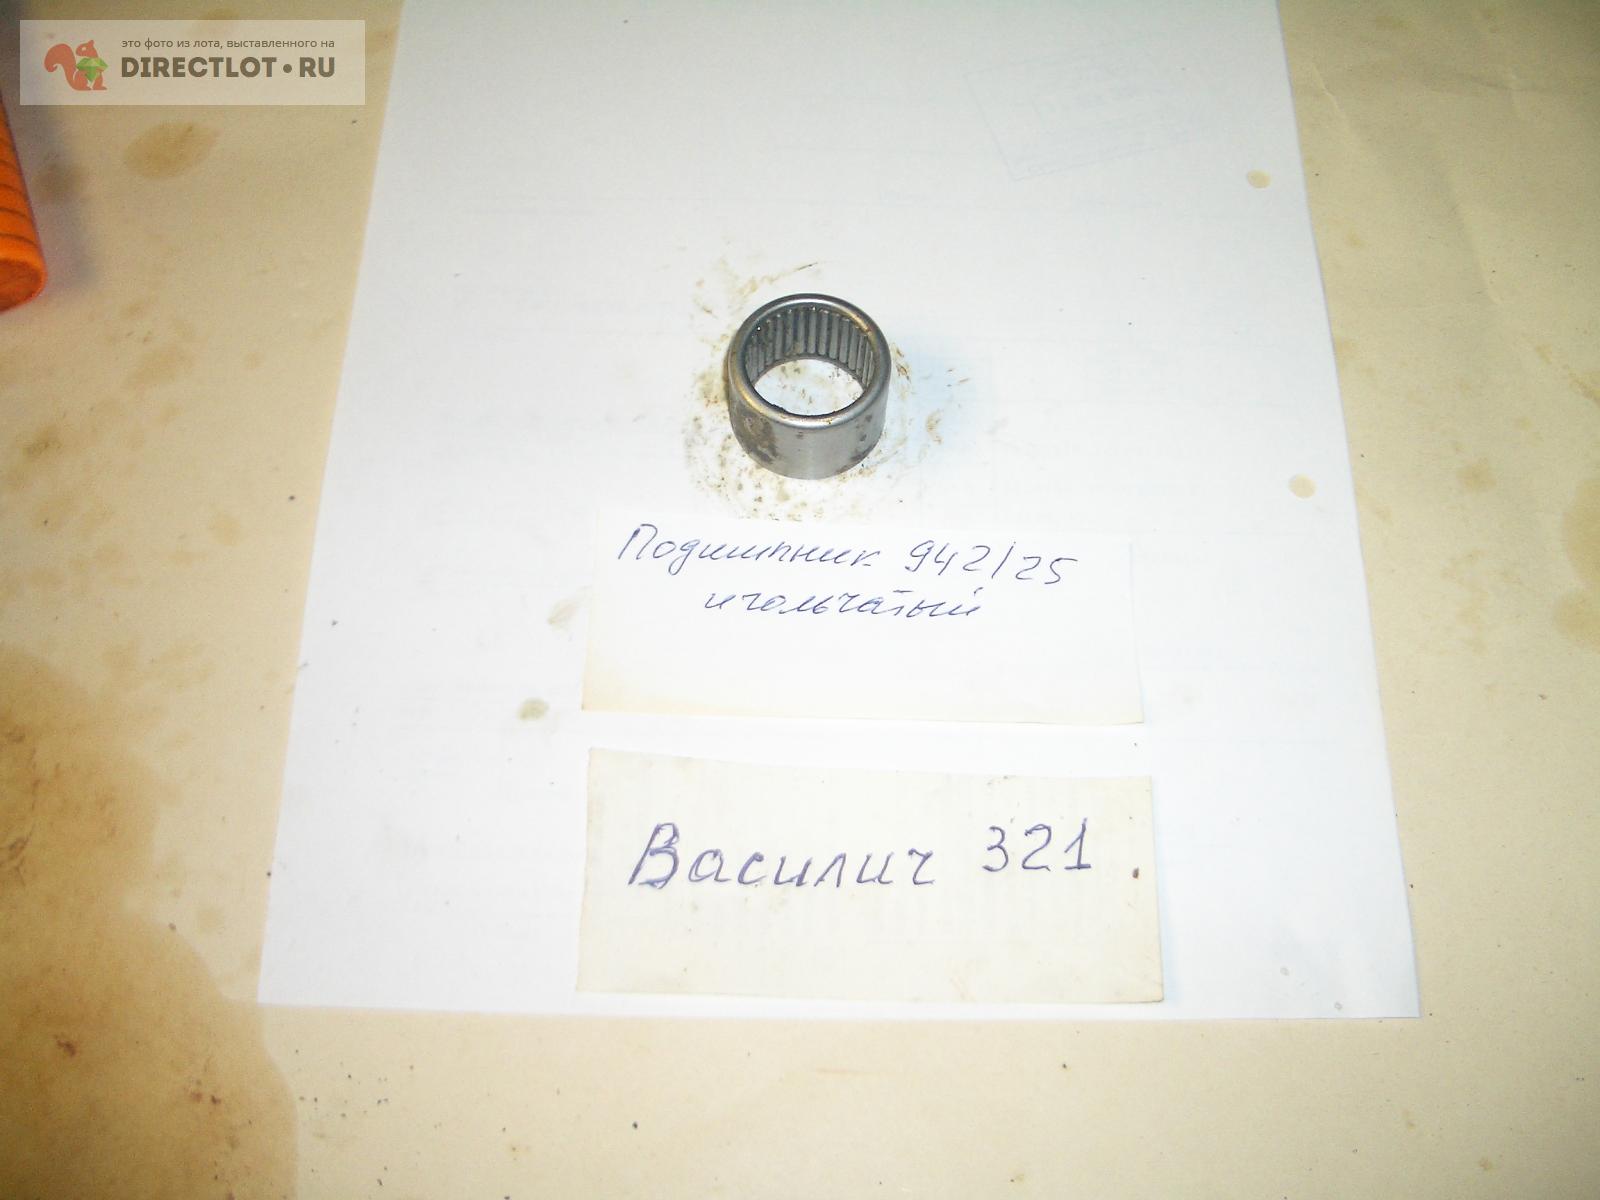 это фото из лота, выставленного на
DIRECTLOT.RU
Подшипник 942/25
игольчатый
Василич 321